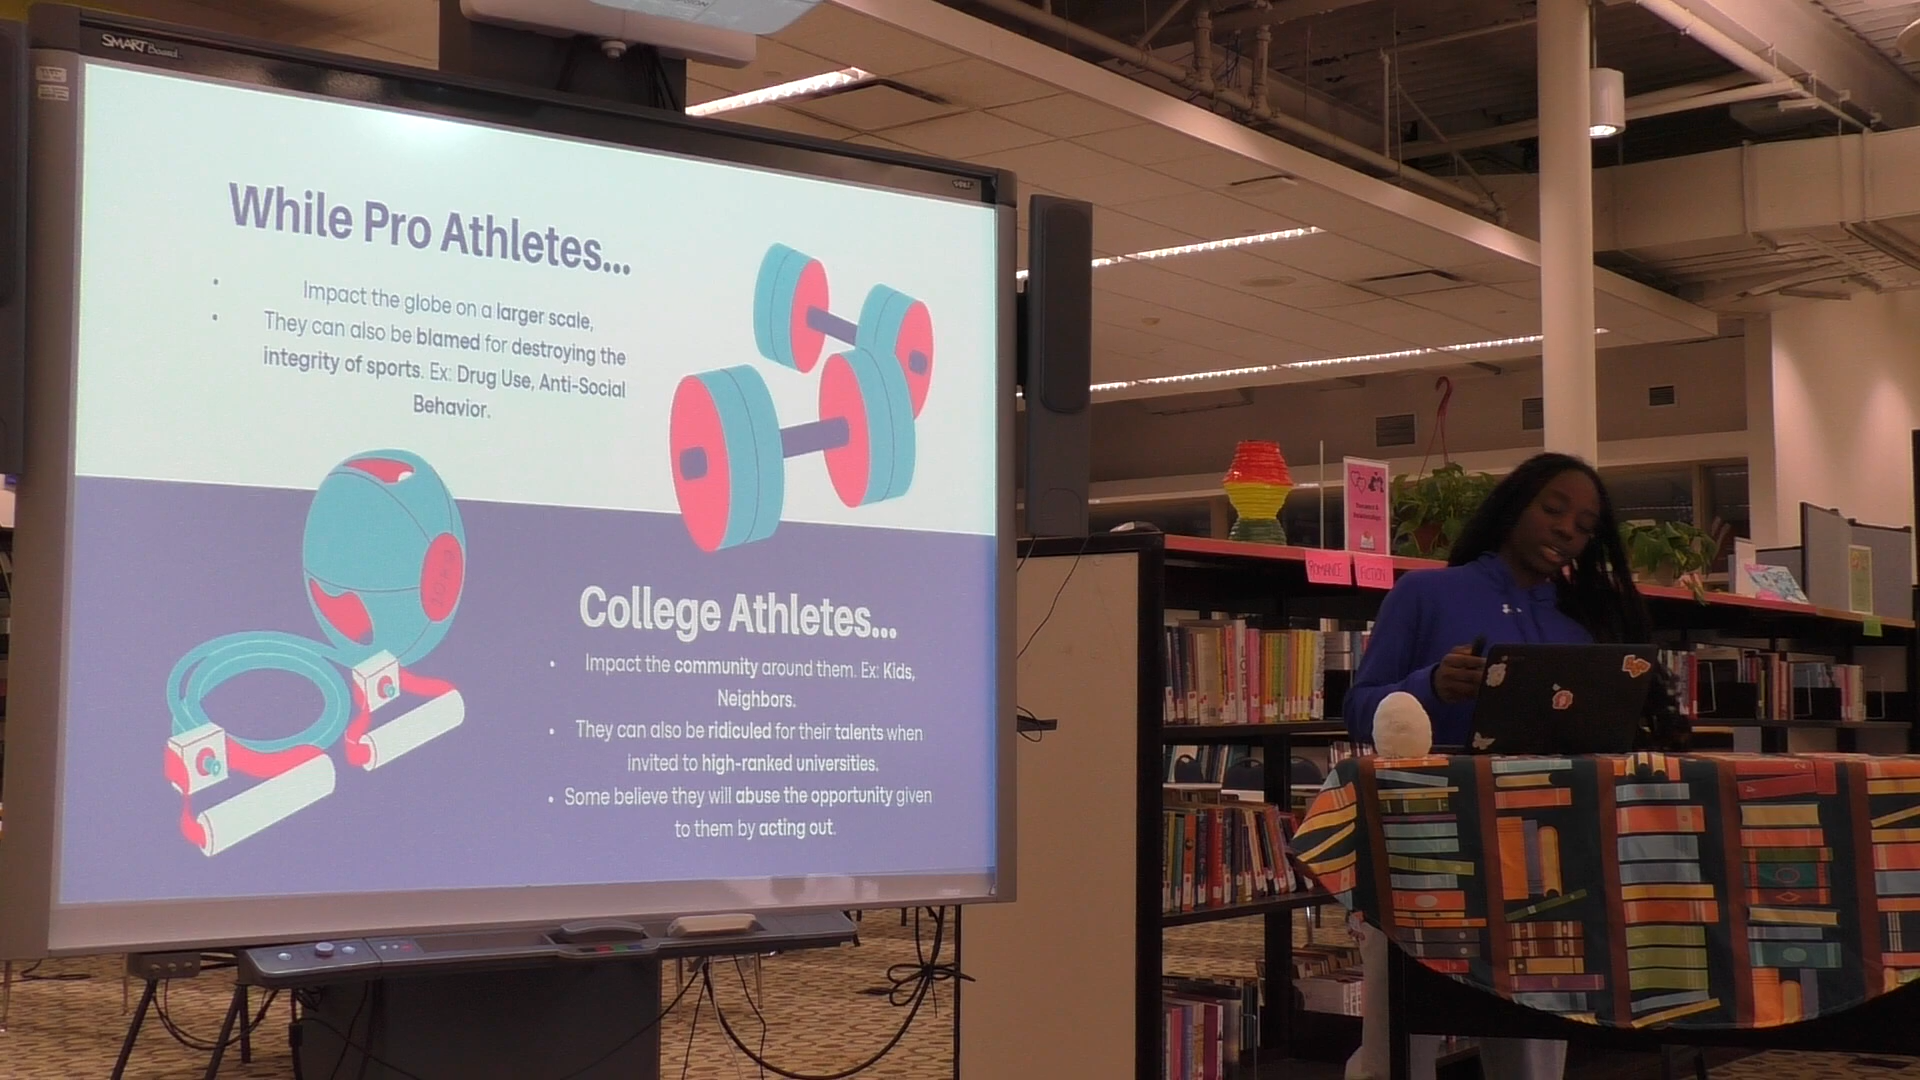 SMART Board
While Pro Athletes...
• Impact the globe on a larger scale,
• They can also be blamed for destroying the
integrity of sports. Ex: Drug Use, Anti-Social
Behavior.
10KG
College Athletes...
• Impact the community around them. Ex: Kids,
Neighbors.
• They can also be ridiculed for their talents when
invited to high-ranked universities.
• Some believe they will abuse the opportunity given
to them by acting out.
ROMANCE
FICTION